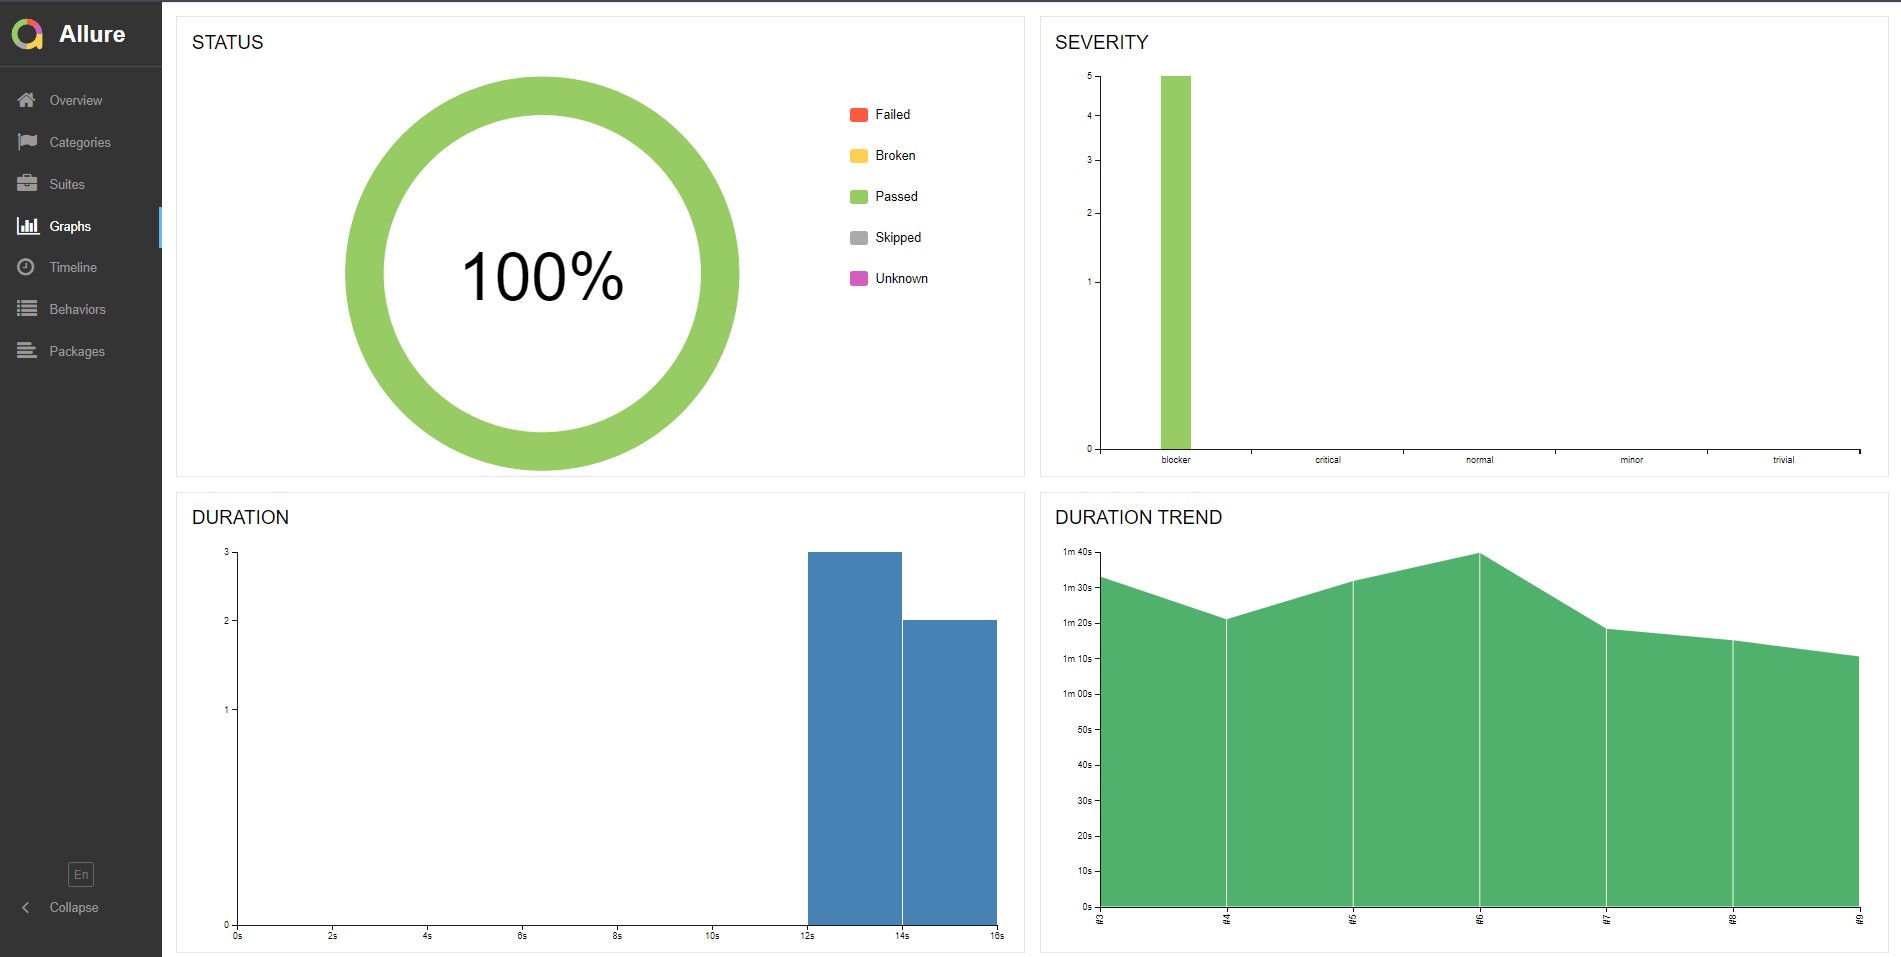 Allure
Overview
Categories
Suites
Graphs
Timeline
Behaviors
Packages
En
Collapse
STATUS
100%
Failed
Broken
Passed
Skipped
Unknown
SEVERITY
5
4
3
2
1
0
blocker critical normal minor trivial
DURATION
3
2
1
0
0s 2s 4s 6s 8s 10s 12s 14s 16s
DURATION TREND
1m 40s
1m 30s
1m 20s
1m 10s
1m 00s
50s
40s
30s
20s
10s
0s
#3 #4 #5 #6 #7 #8 #9